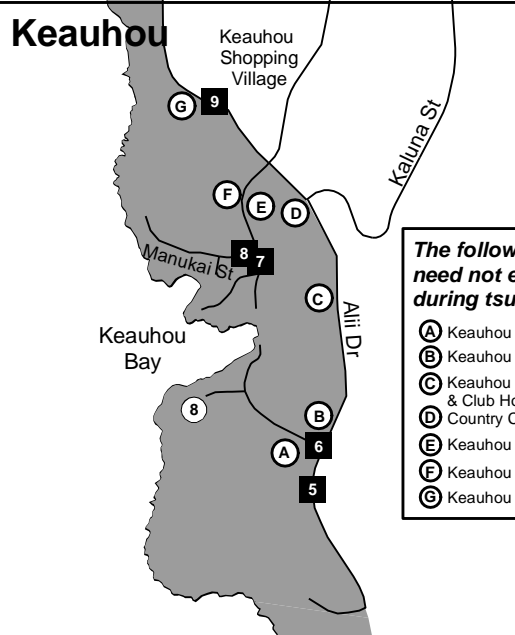 Keauhou
Keauhou
Shopping
Village
G
9
Kaluna St
F
E
D
8
7
Manukai St
C
Alii Dr
Keauhou
Bay
8
B
6
A
5
The follow
need not e
during tsu
A Keauhou
B Keauhou
C Keauhou
& Club Ho
D Country C
E Keauhou
F Keauhou
G Keauhou